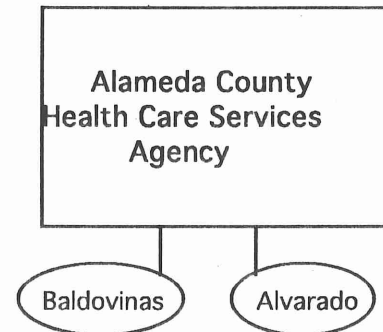 Alameda County
Health Care Services
Agency
Baldovinas
Alvarado